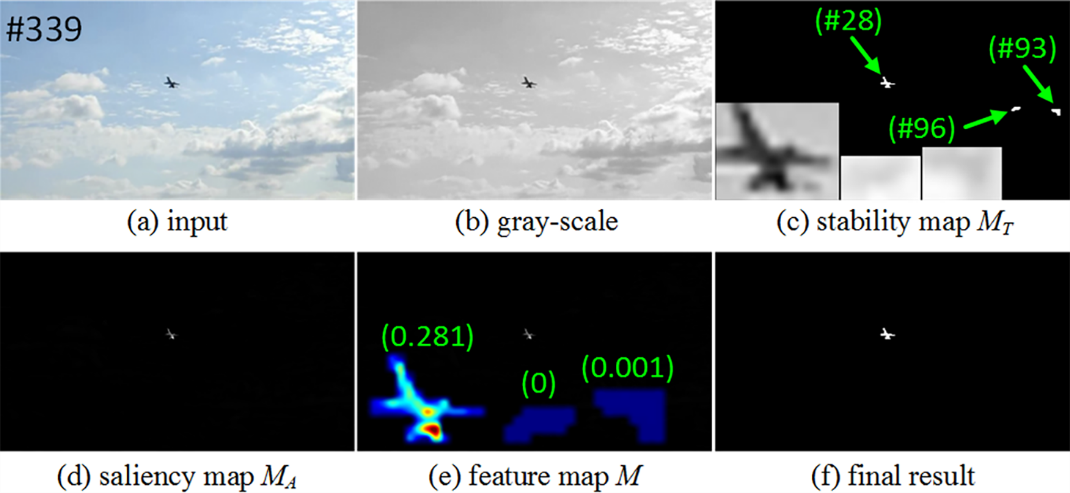 #339
(#28)
(#93)
(#96)
(a) input
(b) gray-scale
(c) stability map M_T
(0.281)
(0)
(0.001)
(d) saliency map M_A
(e) feature map M
(f) final result